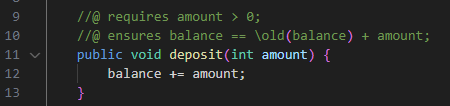 9 //@ requires amount > 0;
10 //@ ensures balance == \old(balance) + amount;
11 public void deposit(int amount) {
12 balance += amount;
13 }